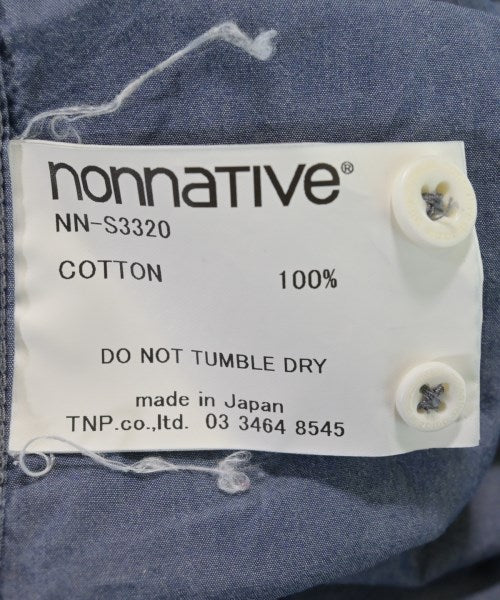 nonnative®
NN-S3320
COTTON 100%
DO NOT TUMBLE DRY
made in Japan
TNP.co.,ltd. 03 3464 8545